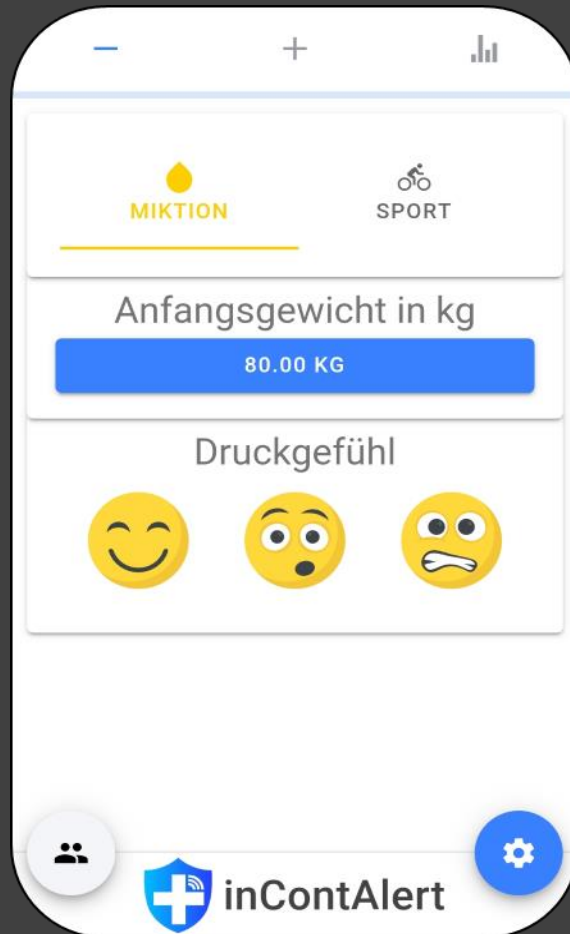 MIKTION
SPORT
Anfangsgewicht in kg
80.00 KG
Druckgefühl
inContAlert